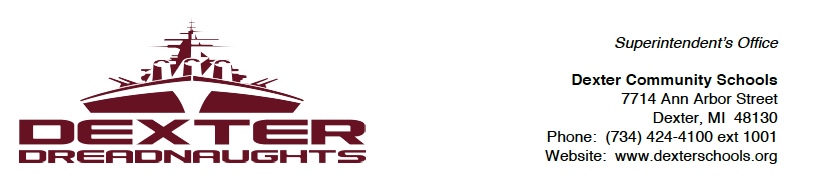 DEXTER
DREADNAUGHTS
Superintendent's Office
Dexter Community Schools
7714 Ann Arbor Street
Dexter, MI  48130
Phone:  (734) 424-4100 ext 1001
Website:  www.dexterschools.org